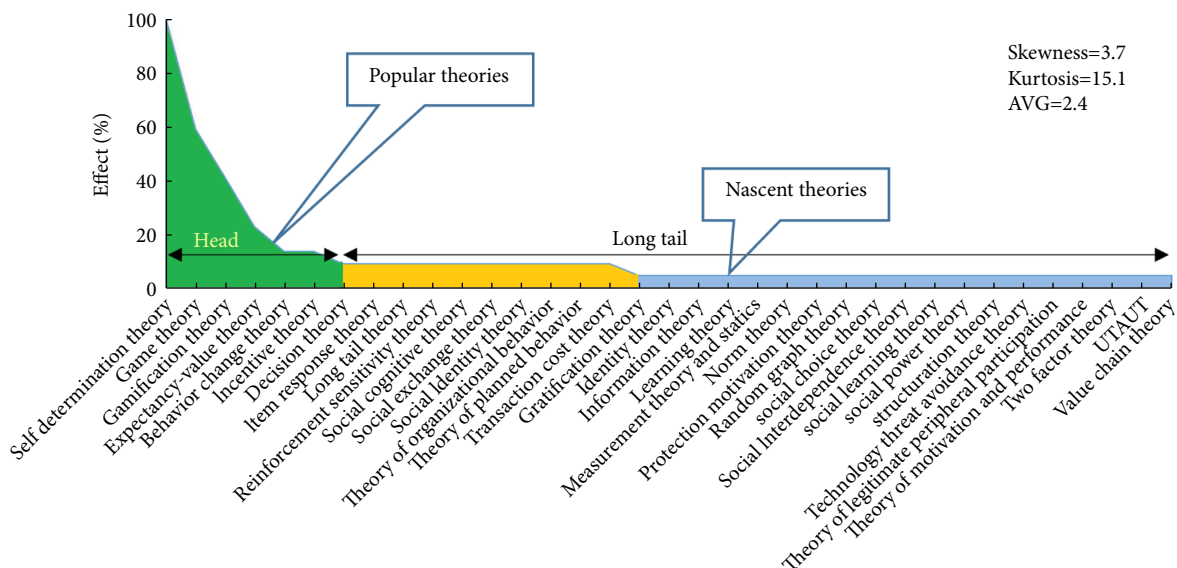 100
80
60
40
20
0
Effect (%)
Popular theories
Nascent theories
Skewness=3.7
Kurtosis=15.1
AVG=2.4
Head
Long tail
Self determination theory
Game theory
Gamification theory
Expectancy-value theory
Behavior change theory
Incentive theory
Decision theory
Item response theory
Long tail theory
Reinforcement sensitivity theory
Social cognitive theory
Social exchange theory
Social Identity theory
Theory of organizational behavior
Theory of planned behavior
Transaction cost theory
Gratification theory
Identity theory
Information theory
Learning theory
Measurement theory and statics
Norm theory
Protection motivation theory
Random graph theory
social choice theory
Social Interdependence theory
Social learning theory
social power theory
structuration theory
Technology threat avoidance theory
Theory of legitimate peripheral participation
Theory of motivation and performance
Two factor theory
UTAUT
Value chain theory